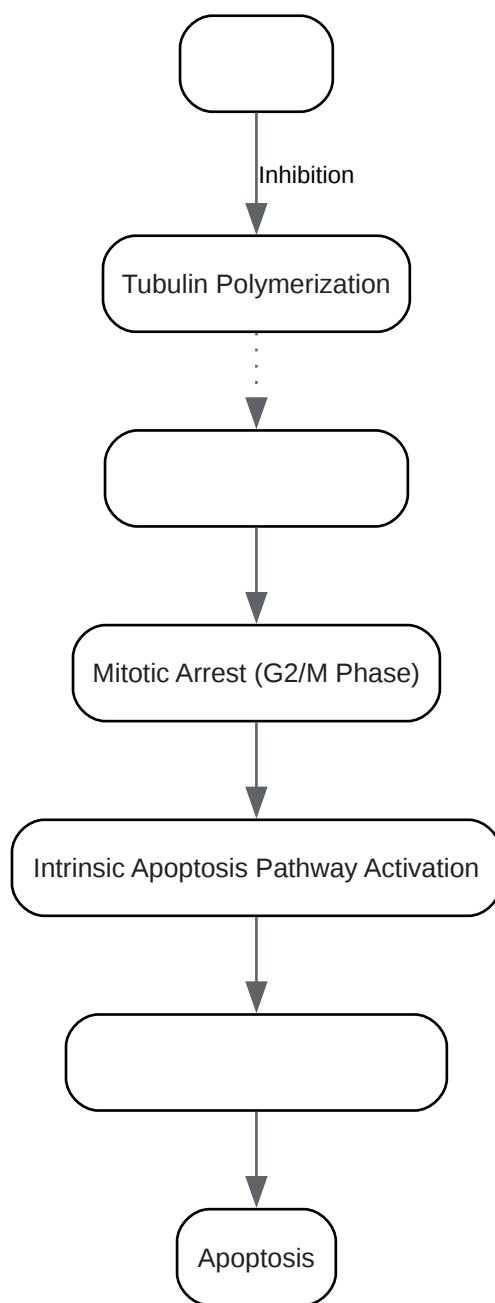 Inhibition
Tubulin Polymerization
Mitotic Arrest (G2/M Phase)
Intrinsic Apoptosis Pathway Activation
Apoptosis